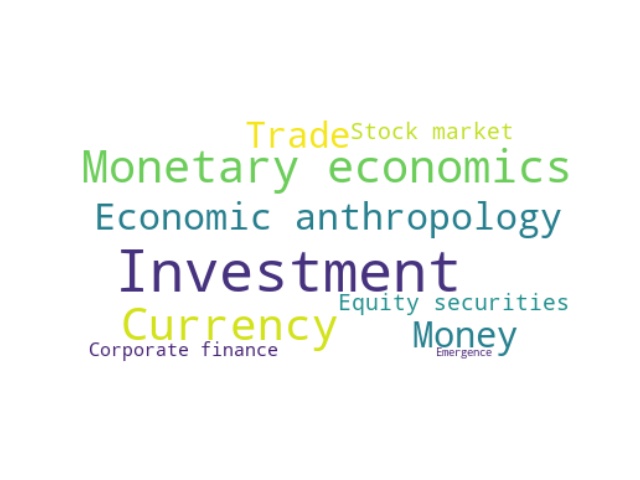 Trade
Stock market
Monetary economics
Economic anthropology
Investment
Equity securities
Currency
Money
Corporate finance
Emergence